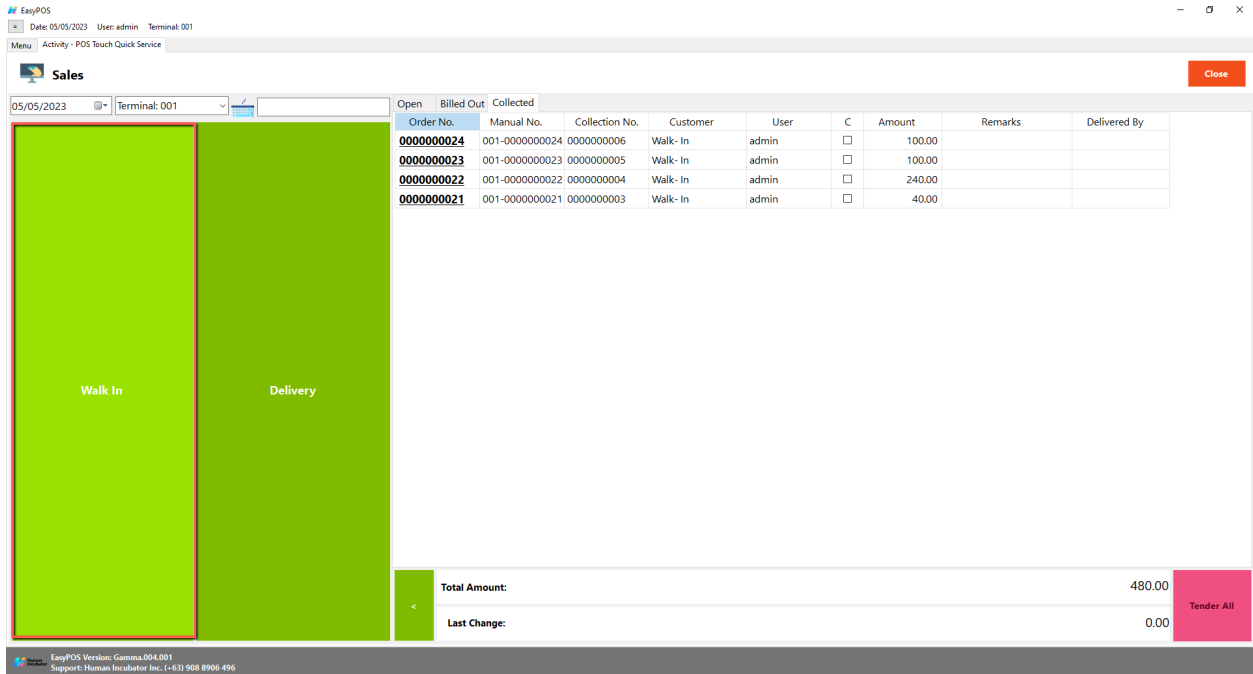 EasyPOS
Date: 05/05/2023 User: admin Terminal: 001
Menu Activity - POS Touch Quick Service
Sales
Close
05/05/2023 Terminal: 001
Open Billed Out Collected
Order No. Manual No. Collection No. Customer User C Amount Remarks Delivered By
0000000024 001-0000000024 0000000006 Walk- In admin 100.00
0000000023 001-0000000023 0000000005 Walk- In admin 100.00
0000000022 001-0000000022 0000000004 Walk- In admin 240.00
0000000021 001-0000000021 0000000003 Walk- In admin 40.00
Walk In
Delivery
<
Total Amount: 480.00
Last Change: 0.00
Tender All
Human Incubator
EasyPOS Version: Gamma.004.001
Support: Human Incubator Inc. (+63) 908 8906 496